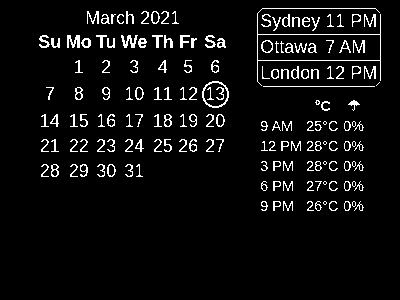 March 2021
Su Mo Tu We Th Fr Sa
1 2 3 4 5 6
7 8 9 10 11 12 13
14 15 16 17 18 19 20
21 22 23 24 25 26 27
28 29 30 31
Sydney 11 PM
Ottawa 7 AM
London 12 PM
°C ☂
9 AM 25°C 0%
12 PM 28°C 0%
3 PM 28°C 0%
6 PM 27°C 0%
9 PM 26°C 0%